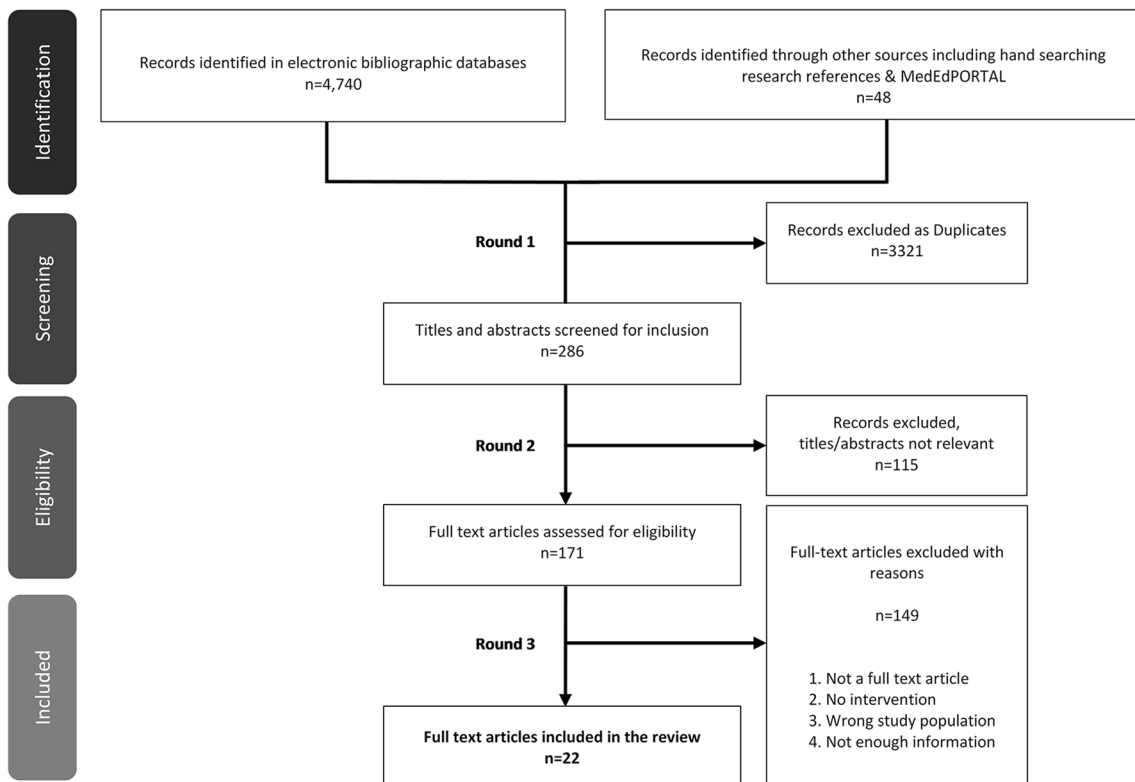 Identification
Records identified in electronic bibliographic databases
n=4,740
Records identified through other sources including hand searching
research references & MedEdPORTAL
n=48
Screening
Round 1
Records excluded as Duplicates
n=3321
Titles and abstracts screened for inclusion
n=286
Eligibility
Round 2
Records excluded,
titles/abstracts not relevant
n=115
Full text articles assessed for eligibility
n=171
Included
Round 3
Full-text articles excluded with
reasons
n=149
1. Not a full text article
2. No intervention
3. Wrong study population
4. Not enough information
Full text articles included in the review
n=22